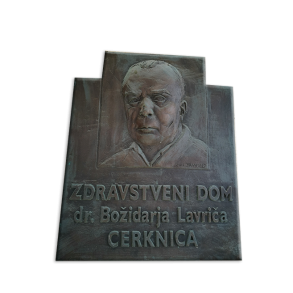 ZDRAVSTVENI DOM
dr. Božidarja Lavriča
CERKNICA